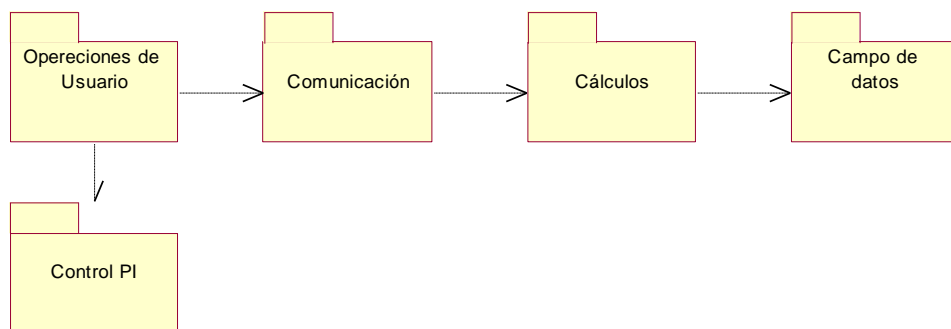 Opereciones de
Usuario
Comunicación
Cálculos
Campo de
datos
Control PI